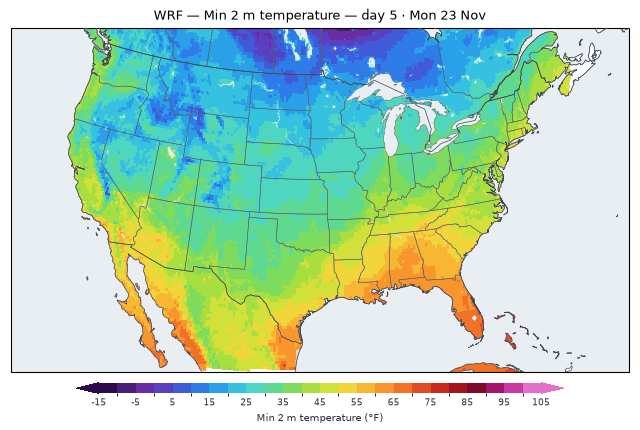 WRF — Min 2 m temperature — day 5 · Mon 23 Nov
-15 -5 5 15 25 35 45 55 65 75 85 95 105
Min 2 m temperature (°F)